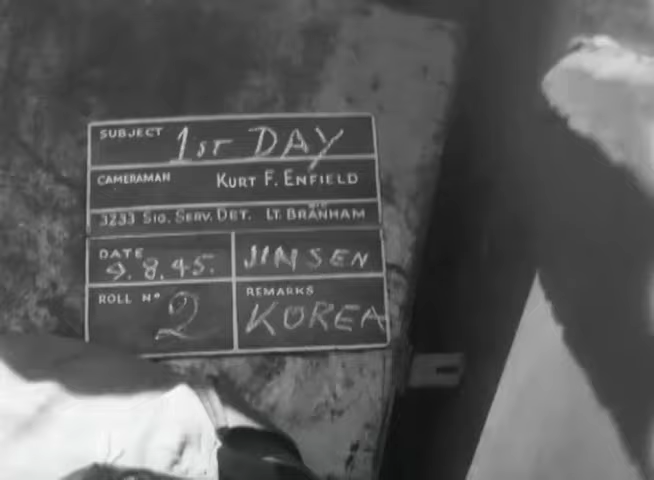 SUBJECT 1ST DAY
CAMERAMAN KURT F. ENFIELD
3233 SIG. SERV. DET. LT. BRANHAM
DATE 9.8.45. JINSEN
ROLL Nº 2
REMARKS KOREA